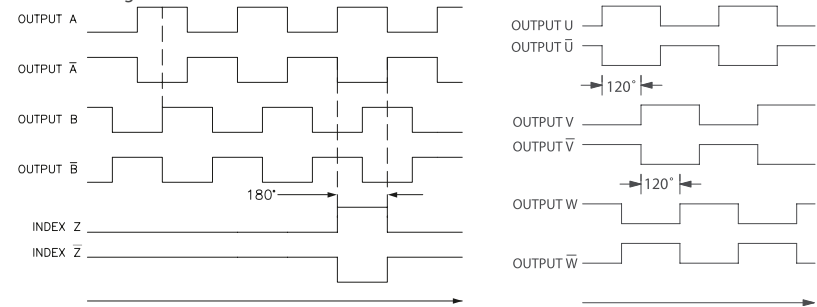 OUTPUT A
OUTPUT A̅
OUTPUT B
OUTPUT B̅
180°
INDEX Z
INDEX Z̅
OUTPUT U
OUTPUT U̅
120°
OUTPUT V
OUTPUT V̅
120°
OUTPUT W
OUTPUT W̅